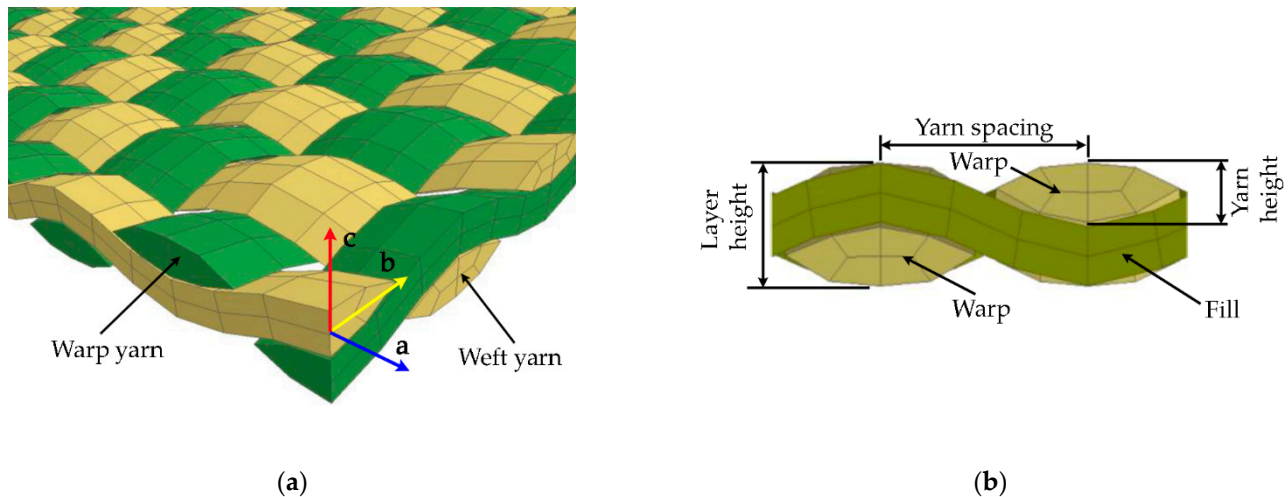 c
b
a
Warp yarn
Weft yarn
(a)
Yarn spacing
Warp
Layer
height
Yarn
height
Warp
Fill
(b)